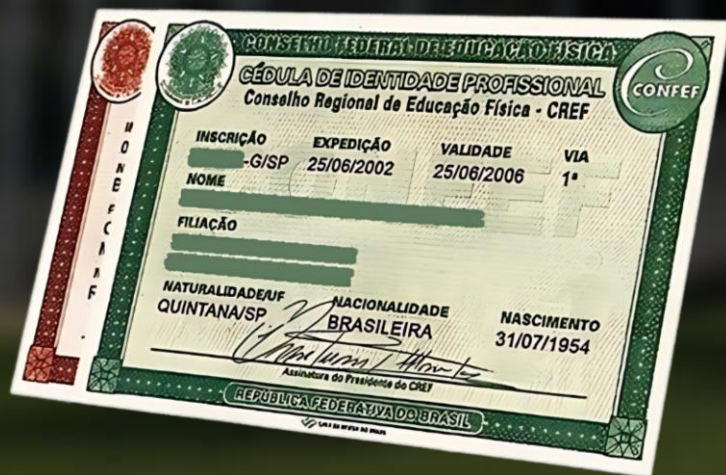 CONSELHO FEDERAL DE EDUCAÇÃO FÍSICA
CÉDULA DE IDENTIDADE PROFISSIONAL
Conselho Regional de Educação Física - CREF
CONFEF
INSCRIÇÃO EXPEDIÇÃO VALIDADE VIA
-G/SP 25/06/2002 25/06/2006 1ª
NOME
FILIAÇÃO
NATURALIDADE/UF NACIONALIDADE NASCIMENTO
QUINTANA/SP BRASILEIRA 31/07/1954
Assinatura do Presidente do CREF
REPÚBLICA FEDERATIVA DO BRASIL